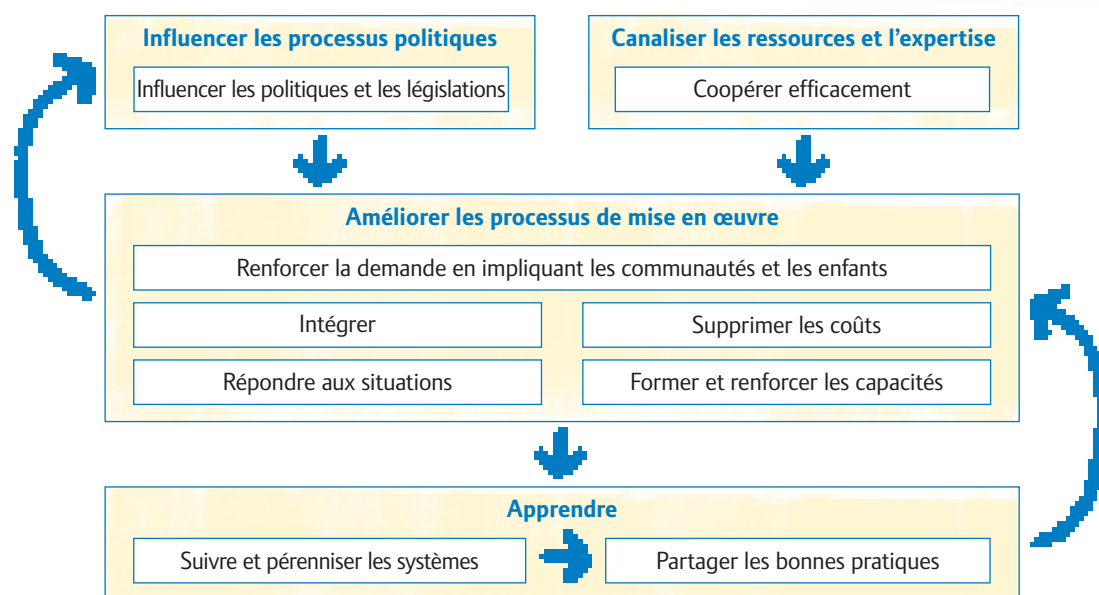 Influencer les processus politiques
Influencer les politiques et les législations
Canaliser les ressources et l'expertise
Coopérer efficacement
Améliorer les processus de mise en œuvre
Renforcer la demande en impliquant les communautés et les enfants
Intégrer
Supprimer les coûts
Répondre aux situations
Former et renforcer les capacités
Apprendre
Suivre et pérenniser les systèmes
Partager les bonnes pratiques